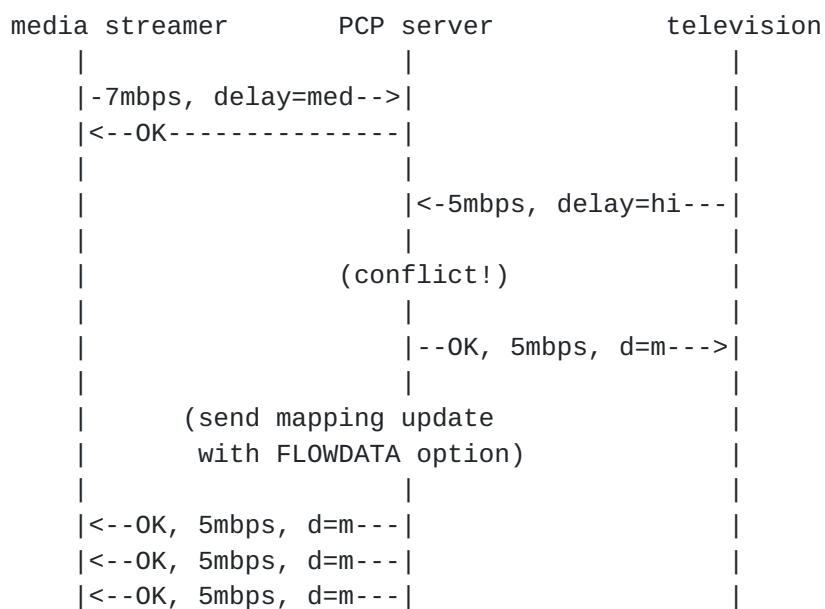 media streamer       PCP server           television
    |                    |                    |
    |-7mbps, delay=med-->|                    |
    |<--OK---------------|                    |
    |                    |                    |
    |                    |<-5mbps, delay=hi---|
    |                    |                    |
    |                (conflict!)              |
    |                    |                    |
    |                    |--OK, 5mbps, d=m--->|
    |                    |                    |
    |      (send mapping update               |
    |       with FLOWDATA option)             |
    |                    |                    |
    |<--OK, 5mbps, d=m---|                    |
    |<--OK, 5mbps, d=m---|                    |
    |<--OK, 5mbps, d=m---|                    |